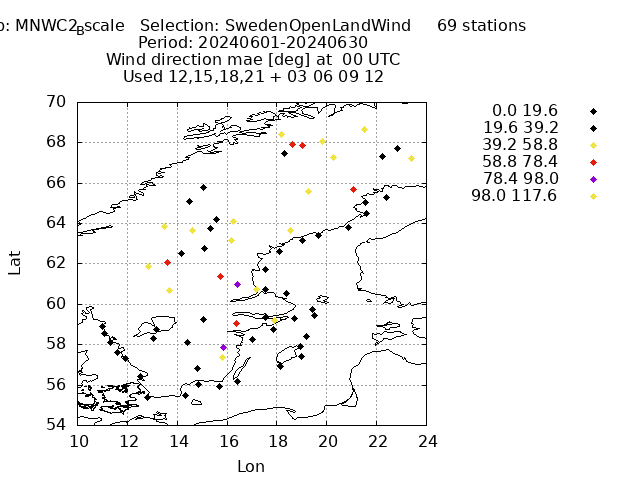 p: MNWC2Bscale Selection: SwedenOpenLandWind 69 stations
Period: 20240601-20240630
Wind direction mae [deg] at 00 UTC
Used 12,15,18,21 + 03 06 09 12
0.0 19.6
19.6 39.2
39.2 58.8
58.8 78.4
78.4 98.0
98.0 117.6
70
68
66
64
62
60
58
56
54
Lat
10 12 14 16 18 20 22 24
Lon